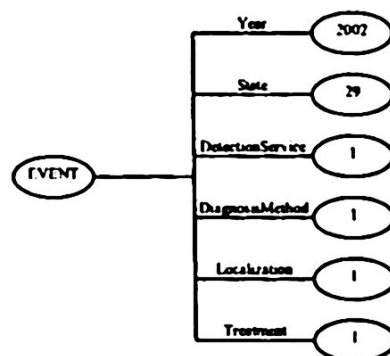 Year
2002
State
29
DetectionService
1
EVENT
DiagnosisMethod
1
Localization
1
Treatment
1